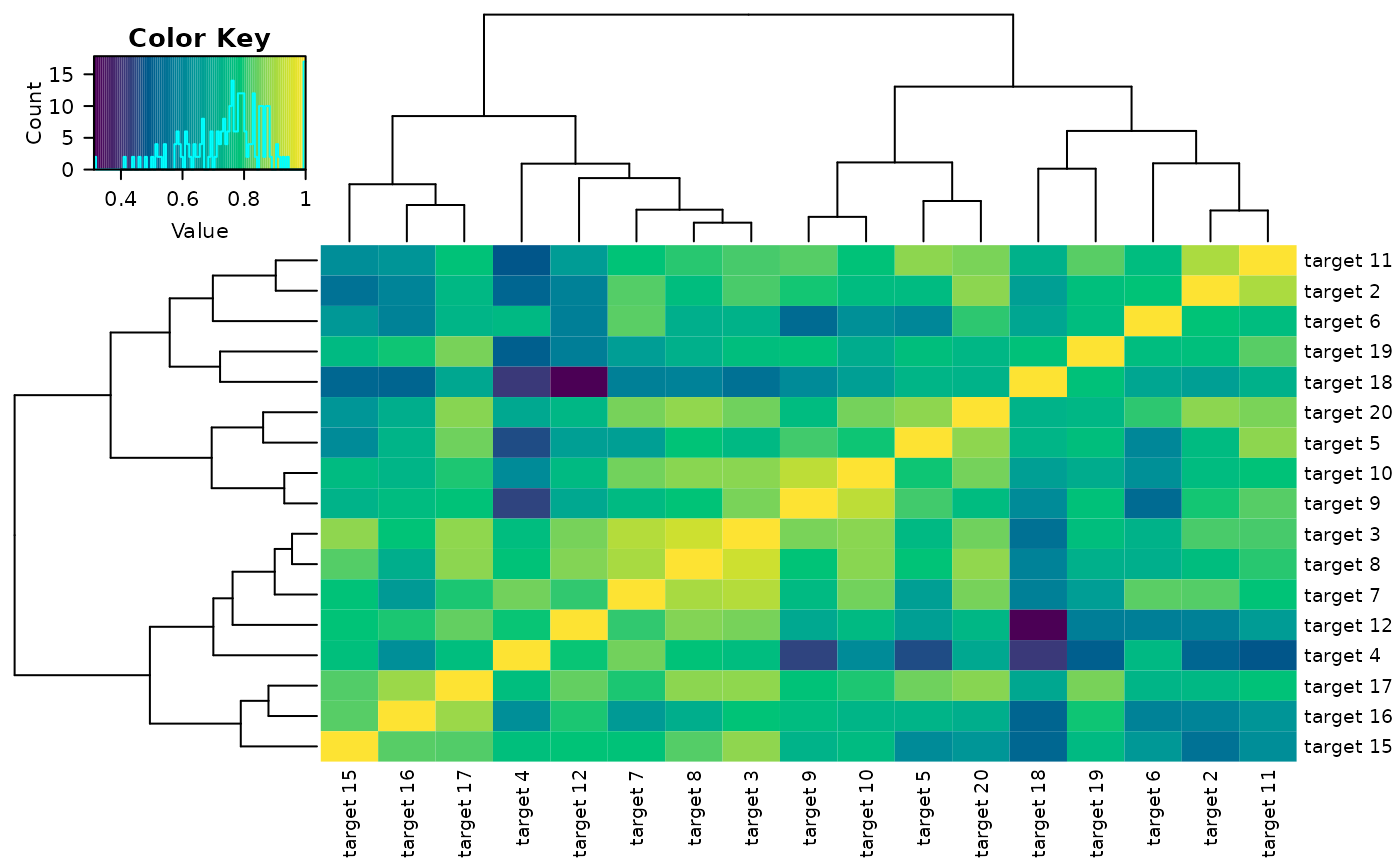 Color Key
Count
15
10
5
0
0.4 0.6 0.8 1
Value
target 11
target 2
target 6
target 19
target 18
target 20
target 5
target 10
target 9
target 3
target 8
target 7
target 12
target 4
target 17
target 16
target 15
target 15
target 16
target 17
target 4
target 12
target 7
target 8
target 3
target 9
target 10
target 5
target 20
target 18
target 19
target 6
target 2
target 11